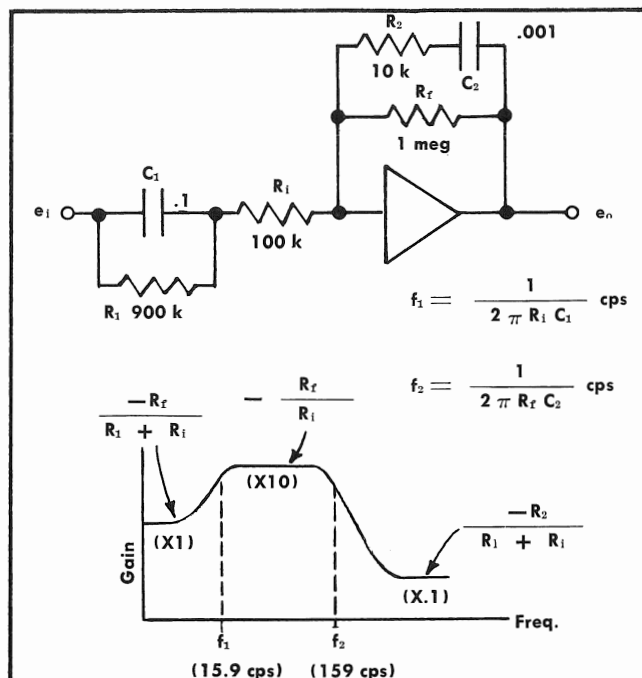 R₂
.001
10 k
C₂
R_f
1 meg
C₁
.1
R_i
e_i
e_o
100 k
R₁ 900 k
f₁ = 1 / 2 π R_i C₁ cps
f₂ = 1 / 2 π R_f C₂ cps
—R_f / R₁ + R_i
— R_f / R_i
(X10)
(X1)
—R₂ / R₁ + R_i
(X.1)
Gain
Freq.
f₁
f₂
(15.9 cps)
(159 cps)